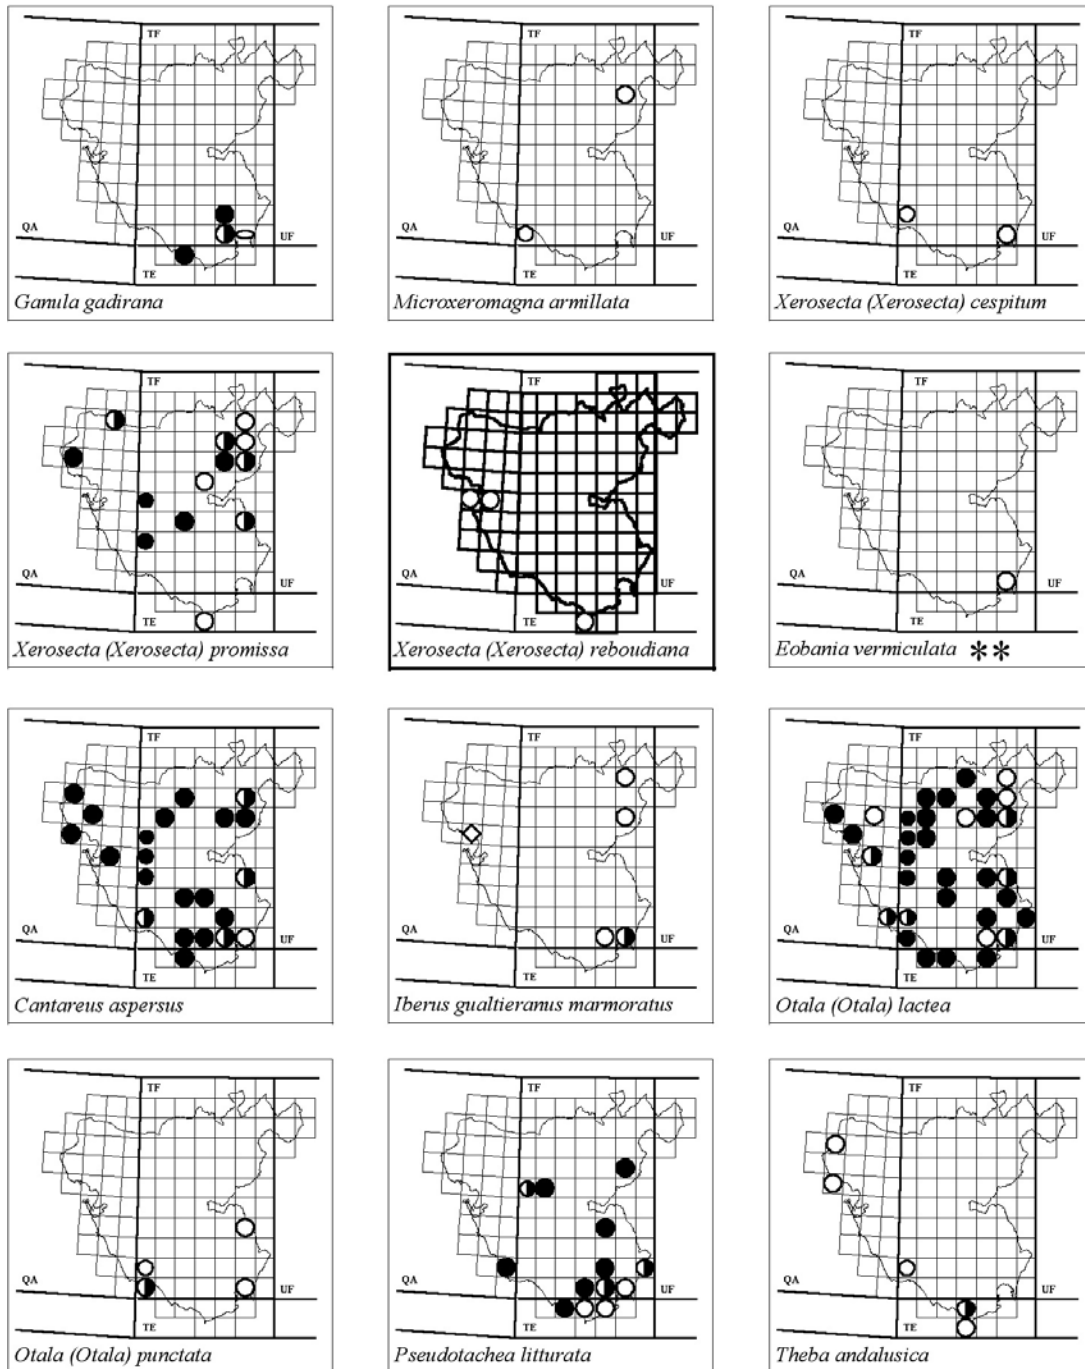 TF
QA
UF
TE
Ganula gadirana
TF
QA
UF
TE
Microxeromagna armillata
TF
QA
UF
TE
Xerosecta (Xerosecta) cespitum
TF
QA
UF
TE
Xerosecta (Xerosecta) promissa
TF
QA
UF
TE
Xerosecta (Xerosecta) reboudiana
TF
QA
UF
TE
Eobania vermiculata **
TF
QA
UF
TE
Cantareus aspersus
TF
QA
UF
TE
Iberus gualtieranus marmoratus
TF
QA
UF
TE
Otala (Otala) lactea
TF
QA
UF
TE
Otala (Otala) punctata
TF
QA
UF
TE
Pseudotachea litturata
TF
QA
UF
TE
Theba andalusica